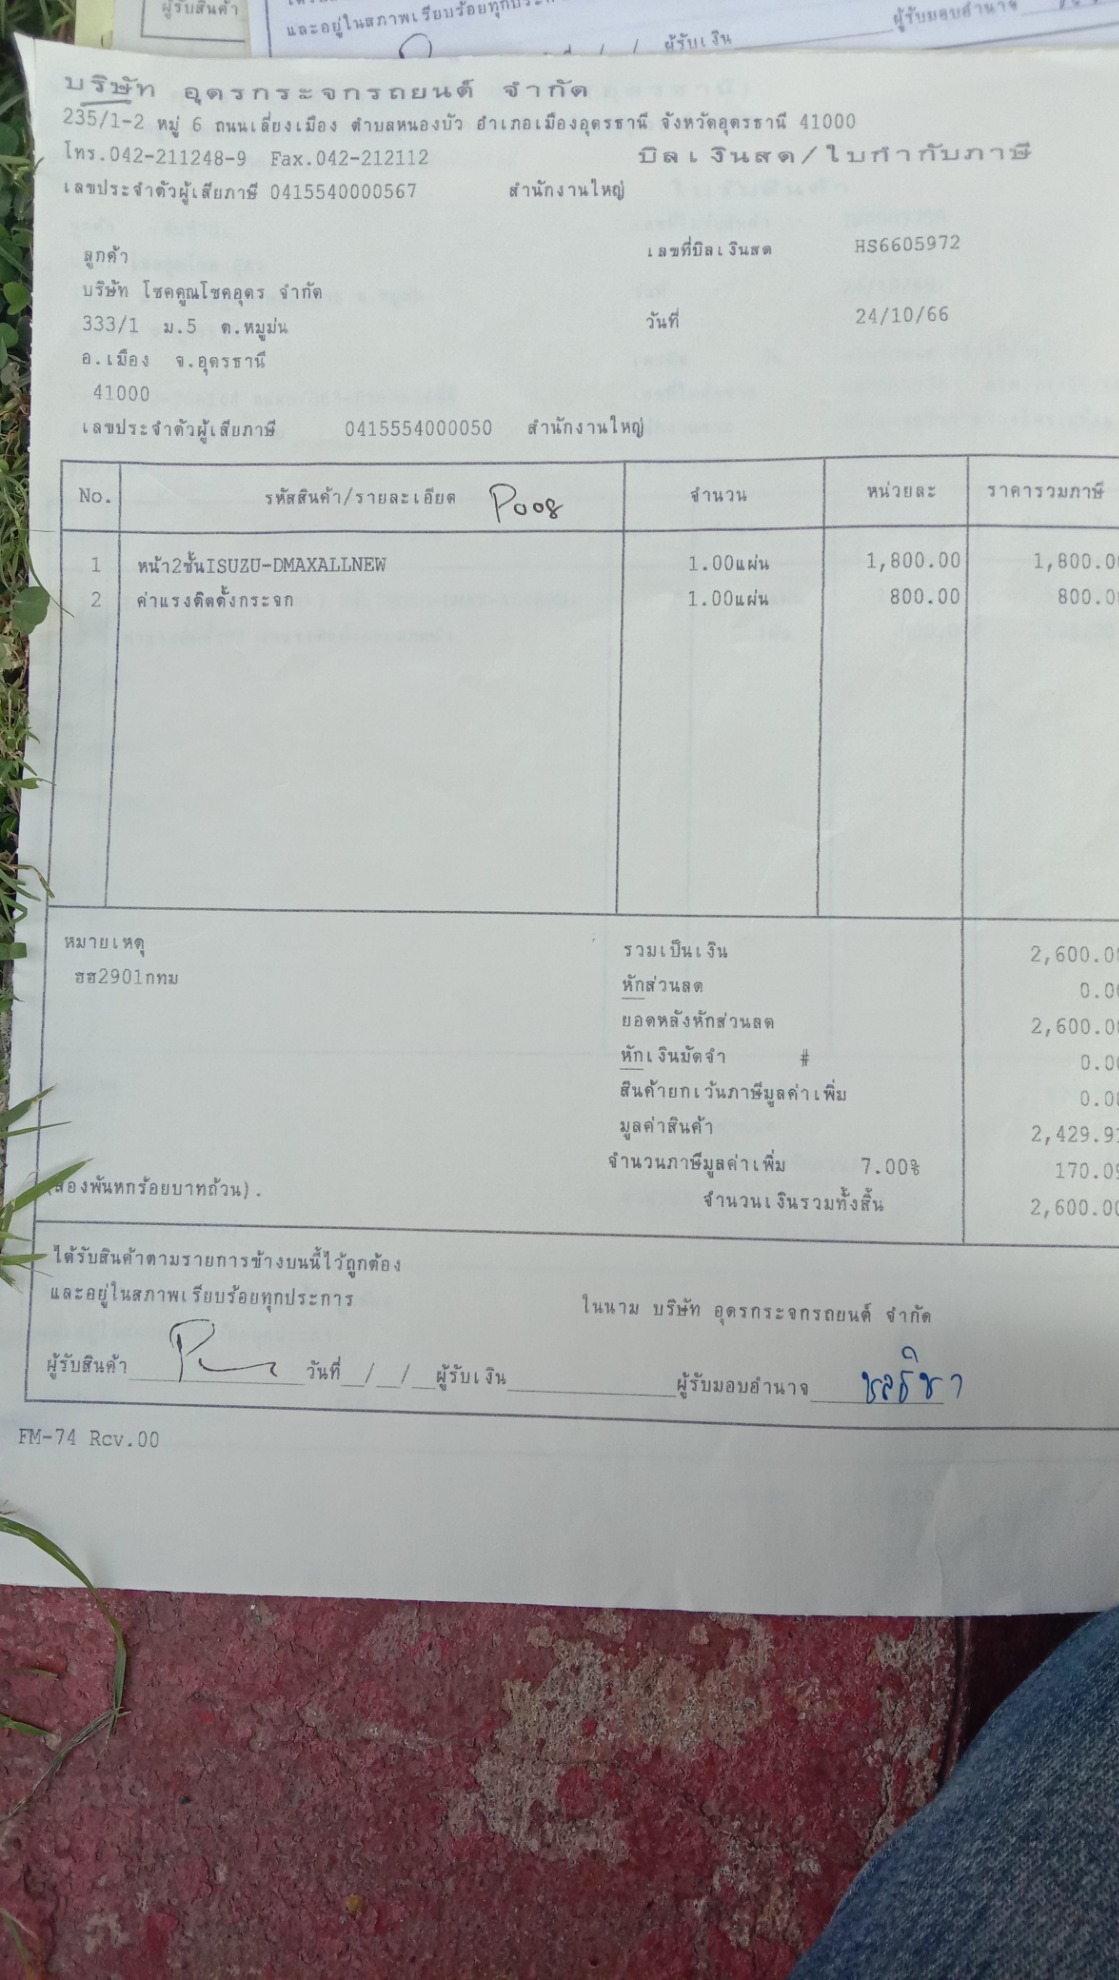 ผู้รับสินค้า
และอยู่ในสภาพเรียบร้อยทุกประการ
ผู้รับเงิน
ผู้รับมอบอำนาจ
บริษัท อุดรกระจกรถยนต์ จำกัด
235/1-2 หมู่ 6 ถนนเลี่ยงเมือง ตำบลหนองบัว อำเภอเมืองอุดรธานี จังหวัดอุดรธานี 41000
โทร.042-211248-9 Fax.042-212112
บิลเงินสด/ใบกำกับภาษี
เลขประจำตัวผู้เสียภาษี 0415540000567 สำนักงานใหญ่
ลูกค้า
เลขที่บิลเงินสด HS6605972
บริษัท โชคคูณโชคอุดร จำกัด
333/1 ม.5 ต.หมูม่น
วันที่ 24/10/66
อ.เมือง จ.อุดรธานี
41000
เลขประจำตัวผู้เสียภาษี 0415554000050 สำนักงานใหญ่
No. รหัสสินค้า/รายละเอียด P008 จำนวน หน่วยละ ราคารวมภาษี
1 หน้า2ชั้นISUZU-DMAXALLNEW 1.00แผ่น 1,800.00 1,800.00
2 ค่าแรงติดตั้งกระจก 1.00แผ่น 800.00 800.00
หมายเหตุ
ฮฮ2901กทม
รวมเป็นเงิน 2,600.00
หักส่วนลด 0.00
ยอดหลังหักส่วนลด 2,600.00
หักเงินมัดจำ # 0.00
สินค้ายกเว้นภาษีมูลค่าเพิ่ม 0.00
มูลค่าสินค้า 2,429.91
จำนวนภาษีมูลค่าเพิ่ม 7.00% 170.09
(สองพันหกร้อยบาทถ้วน). จำนวนเงินรวมทั้งสิ้น 2,600.00
ได้รับสินค้าตามรายการข้างบนนี้ไว้ถูกต้อง
และอยู่ในสภาพเรียบร้อยทุกประการ
ในนาม บริษัท อุดรกระจกรถยนต์ จำกัด
ผู้รับสินค้า วันที่ / / ผู้รับเงิน ผู้รับมอบอำนาจ ชลธิชา
FM-74 Rcv.00